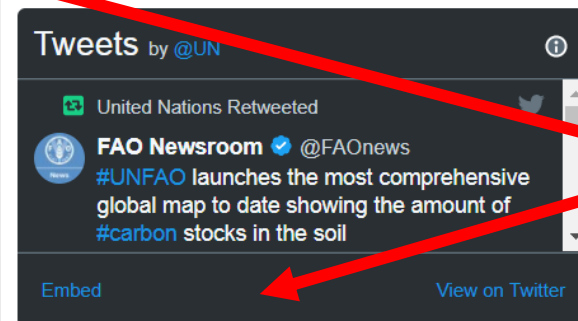 Tweets by @UN
United Nations Retweeted
FAO Newsroom @FAOnews
#UNFAO launches the most comprehensive
global map to date showing the amount of
#carbon stocks in the soil
Embed View on Twitter